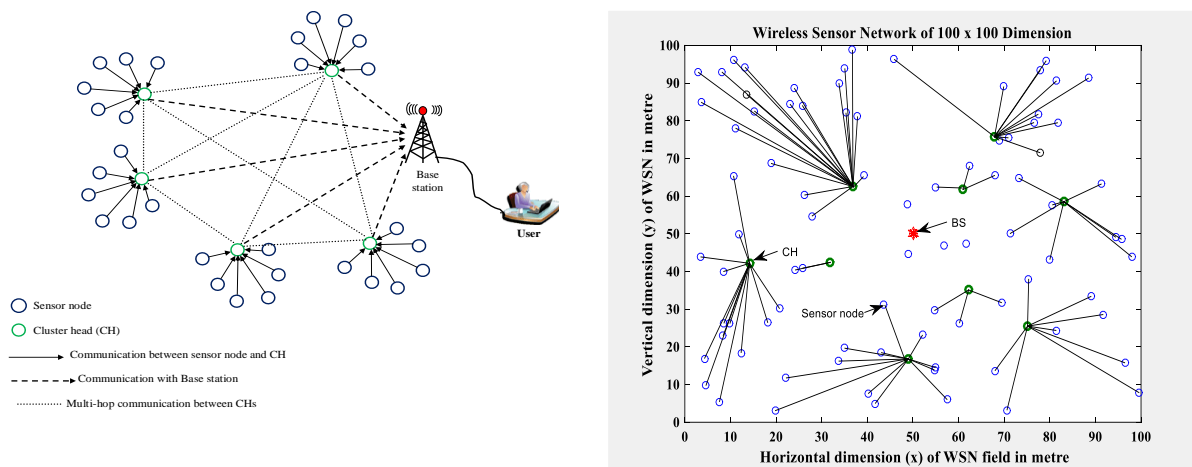 Base
station
User
Sensor node
Cluster head (CH)
Communication between sensor node and CH
Communication with Base station
Multi-hop communication between CHs
Wireless Sensor Network of 100 x 100 Dimension
Vertical dimension (y) of WSN in metre
100
90
80
70
60
50
40
30
20
10
0
BS
CH
Sensor node
0 10 20 30 40 50 60 70 80 90 100
Horizontal dimension (x) of WSN field in metre